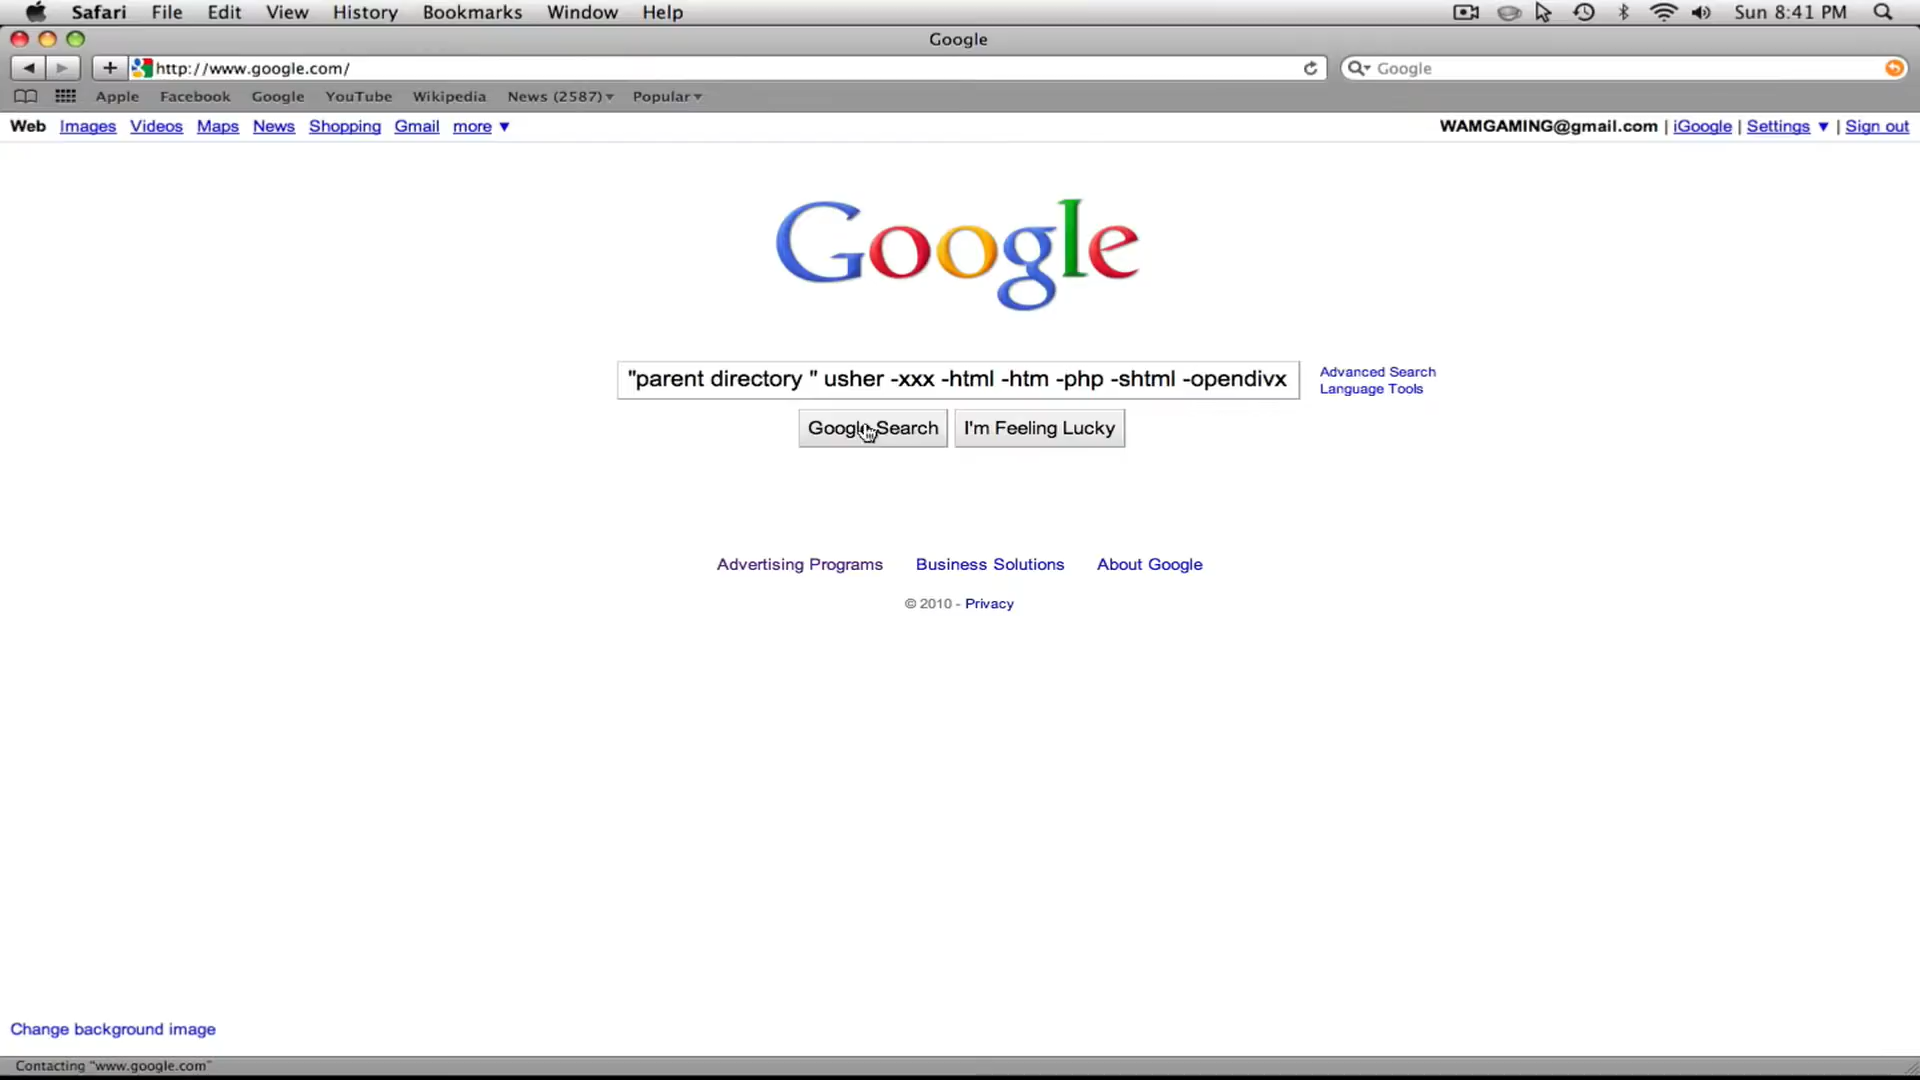 Safari File Edit View History Bookmarks Window Help Sun 8:41 PM
Google
http://www.google.com/ Google
Apple Facebook Google YouTube Wikipedia News (2587) Popular
Web Images Videos Maps News Shopping Gmail more WAMGAMING@gmail.com | iGoogle | Settings | Sign out
Google
"parent directory " usher -xxx -html -htm -php -shtml -opendivx
Advanced Search
Language Tools
Google Search I'm Feeling Lucky
Advertising Programs Business Solutions About Google
© 2010 - Privacy
Change background image
Contacting "www.google.com"